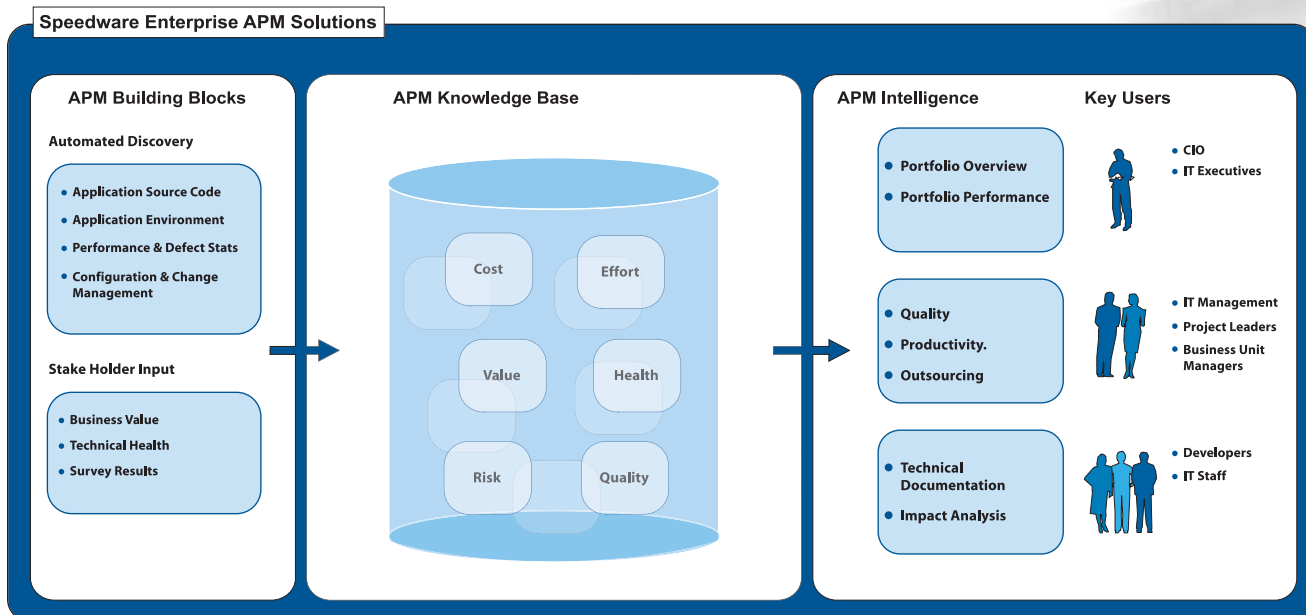 Speedware Enterprise APM Solutions
APM Building Blocks
Automated Discovery
• Application Source Code
• Application Environment
• Performance & Defect Stats
• Configuration & Change
Management
Stake Holder Input
• Business Value
• Technical Health
• Survey Results
APM Knowledge Base
Cost
Effort
Value
Health
Risk
Quality
APM Intelligence
Key Users
• Portfolio Overview
• Portfolio Performance
• CIO
• IT Executives
• Quality
• Productivity.
• Outsourcing
• IT Management
• Project Leaders
• Business Unit
Managers
• Technical
Documentation
• Impact Analysis
• Developers
• IT Staff